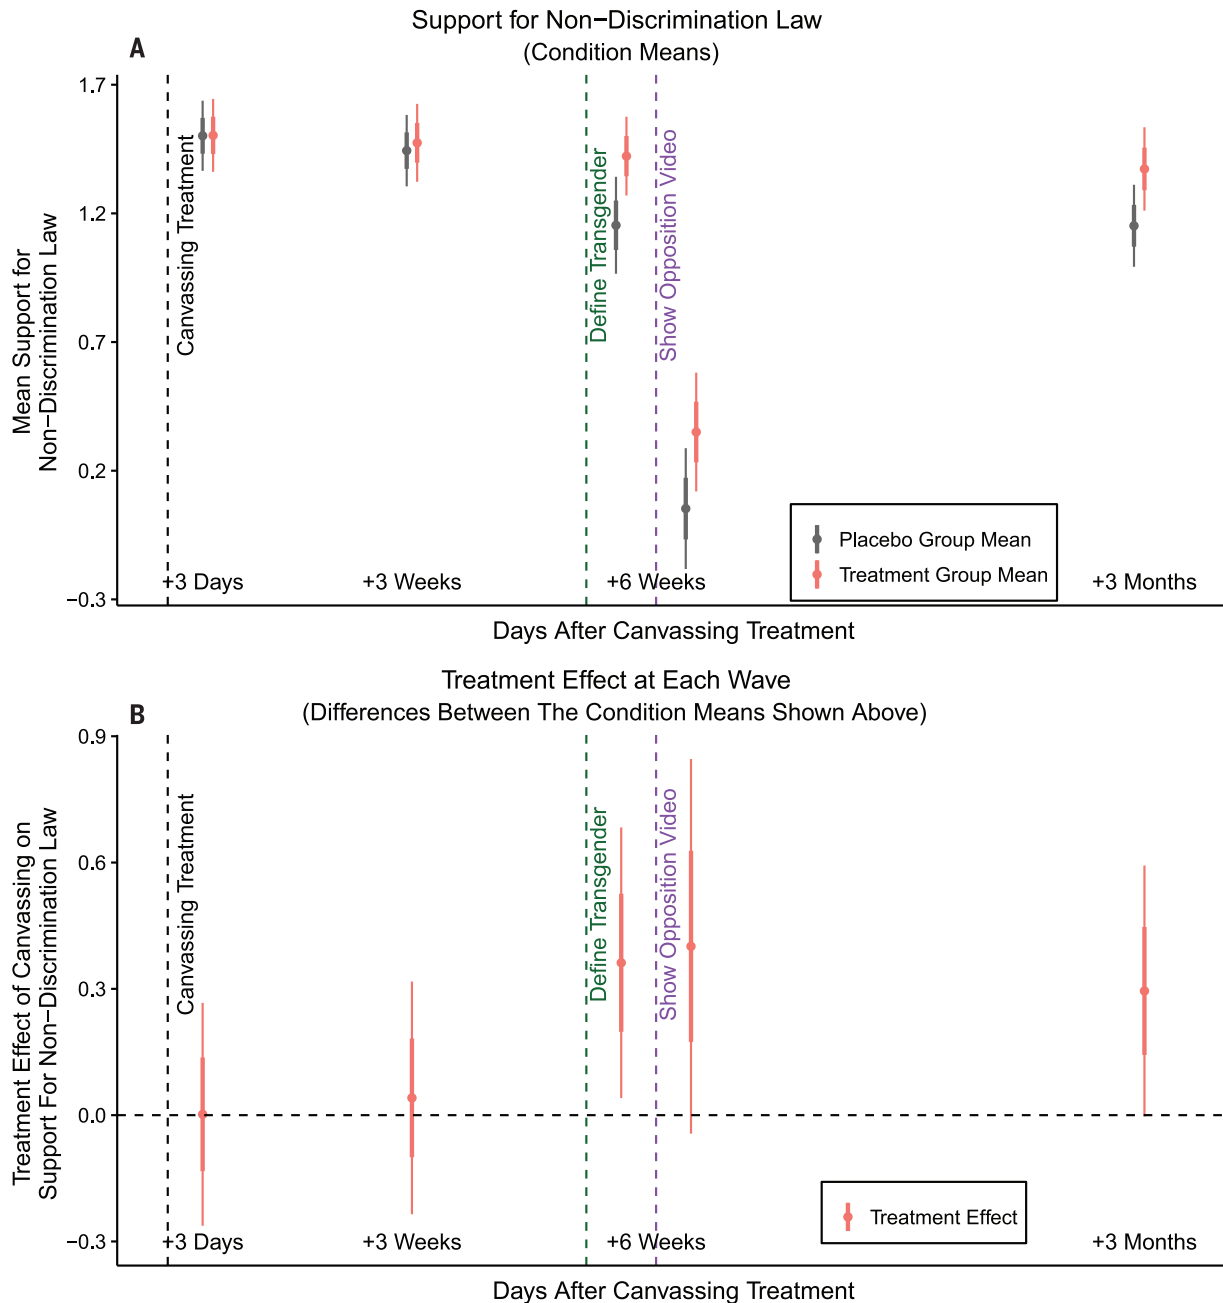 Support for Non−Discrimination Law
(Condition Means)
A
1.7
1.2
0.7
0.2
−0.3
Mean Support for
Non−Discrimination Law
Canvassing Treatment
Define Transgender
Show Opposition Video
Placebo Group Mean
Treatment Group Mean
+3 Days
+3 Weeks
+6 Weeks
+3 Months
Days After Canvassing Treatment
Treatment Effect at Each Wave
(Differences Between The Condition Means Shown Above)
B
0.9
0.6
0.3
0.0
−0.3
Treatment Effect of Canvassing on
Support For Non−Discrimination Law
Canvassing Treatment
Define Transgender
Show Opposition Video
Treatment Effect
+3 Days
+3 Weeks
+6 Weeks
+3 Months
Days After Canvassing Treatment